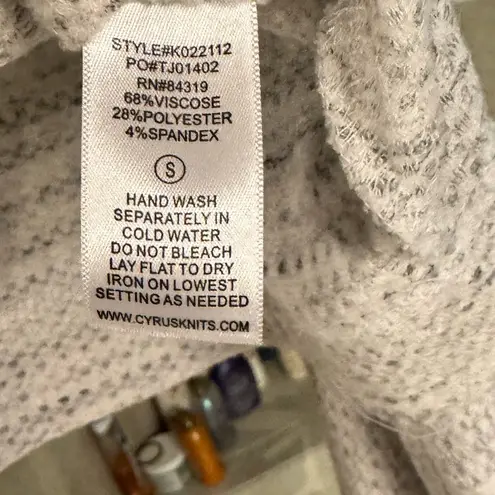 STYLE#K022112
PO#TJ01402
RN#84319
68%VISCOSE
28%POLYESTER
4%SPANDEX
S
HAND WASH
SEPARATELY IN
COLD WATER
DO NOT BLEACH
LAY FLAT TO DRY
IRON ON LOWEST
SETTING AS NEEDED
WWW.CYRUSKNITS.COM